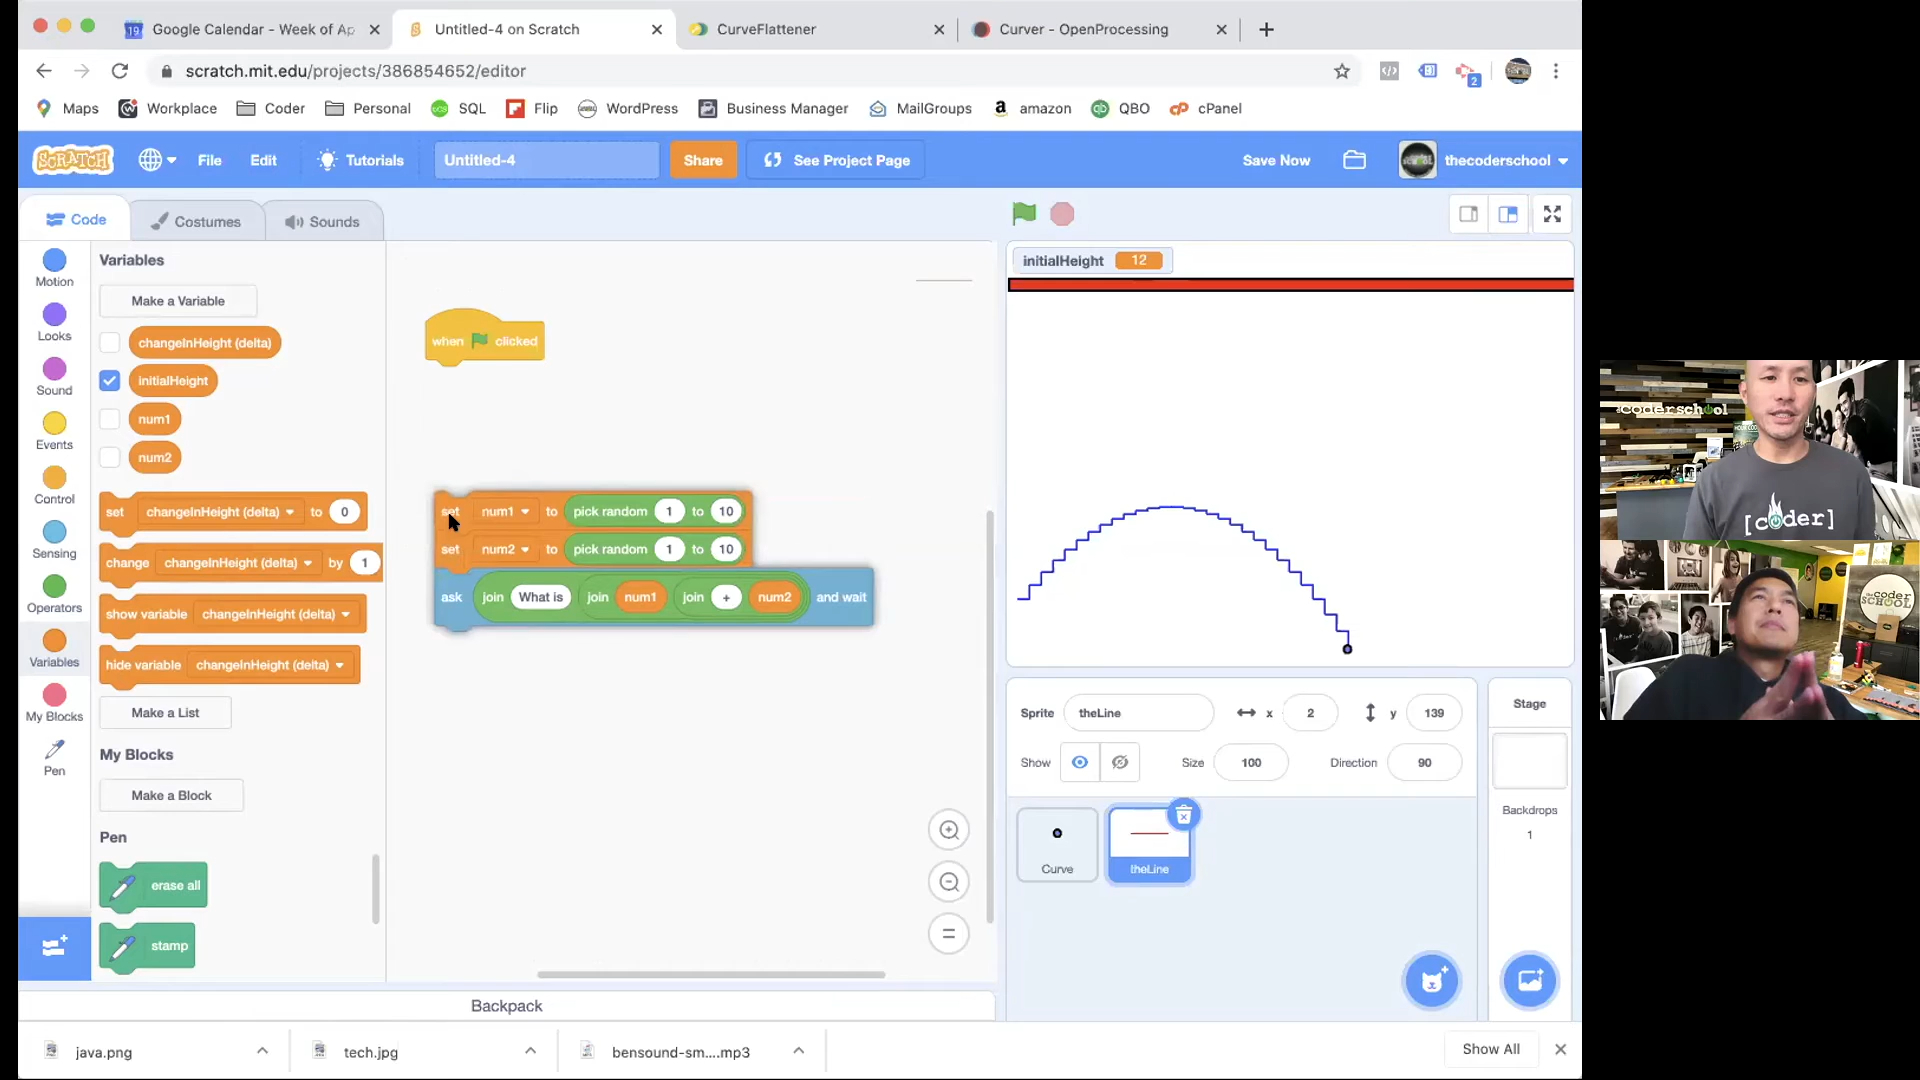 Google Calendar - Week of Ap
Untitled-4 on Scratch
CurveFlattener
Curver - OpenProcessing
scratch.mit.edu/projects/386854652/editor
2
Maps
Workplace
Coder
Personal
SQL
Flip
WordPress
Business Manager
MailGroups
amazon
QBO
cPanel
SCRATCH
File
Edit
Tutorials
Untitled-4
Share
See Project Page
Save Now
thecoderschool
Code
Costumes
Sounds
Motion
Looks
Sound
Events
Control
Sensing
Operators
Variables
My Blocks
Pen
Variables
Make a Variable
changeInHeight (delta)
initialHeight
num1
num2
set changeInHeight (delta) to 0
change changeInHeight (delta) by 1
show variable changeInHeight (delta)
hide variable changeInHeight (delta)
Make a List
My Blocks
Make a Block
Pen
erase all
stamp
when clicked
set num1 to pick random 1 to 10
set num2 to pick random 1 to 10
ask join What is join num1 join + num2 and wait
Backpack
initialHeight 12
Sprite theLine x 2 y 139
Show Size 100 Direction 90
Curve
theLine
Stage
Backdrops
1
java.png
tech.jpg
bensound-sm....mp3
Show All
coderschool
[coder]
the
coder
SCHOOL